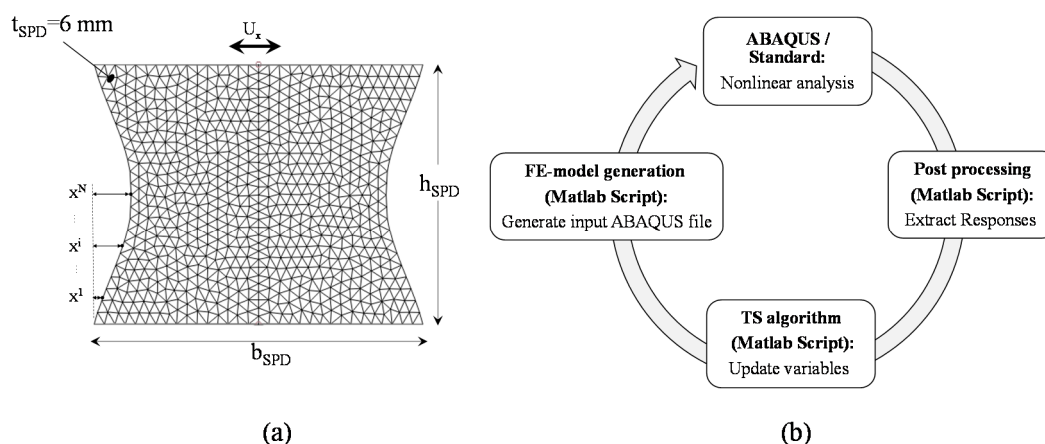 t_SPD=6 mm
U_x
h_SPD
x^N
x^i
x^1
b_SPD
(a)
ABAQUS /
Standard:
Nonlinear analysis
FE-model generation
(Matlab Script):
Generate input ABAQUS file
Post processing
(Matlab Script):
Extract Responses
TS algorithm
(Matlab Script):
Update variables
(b)